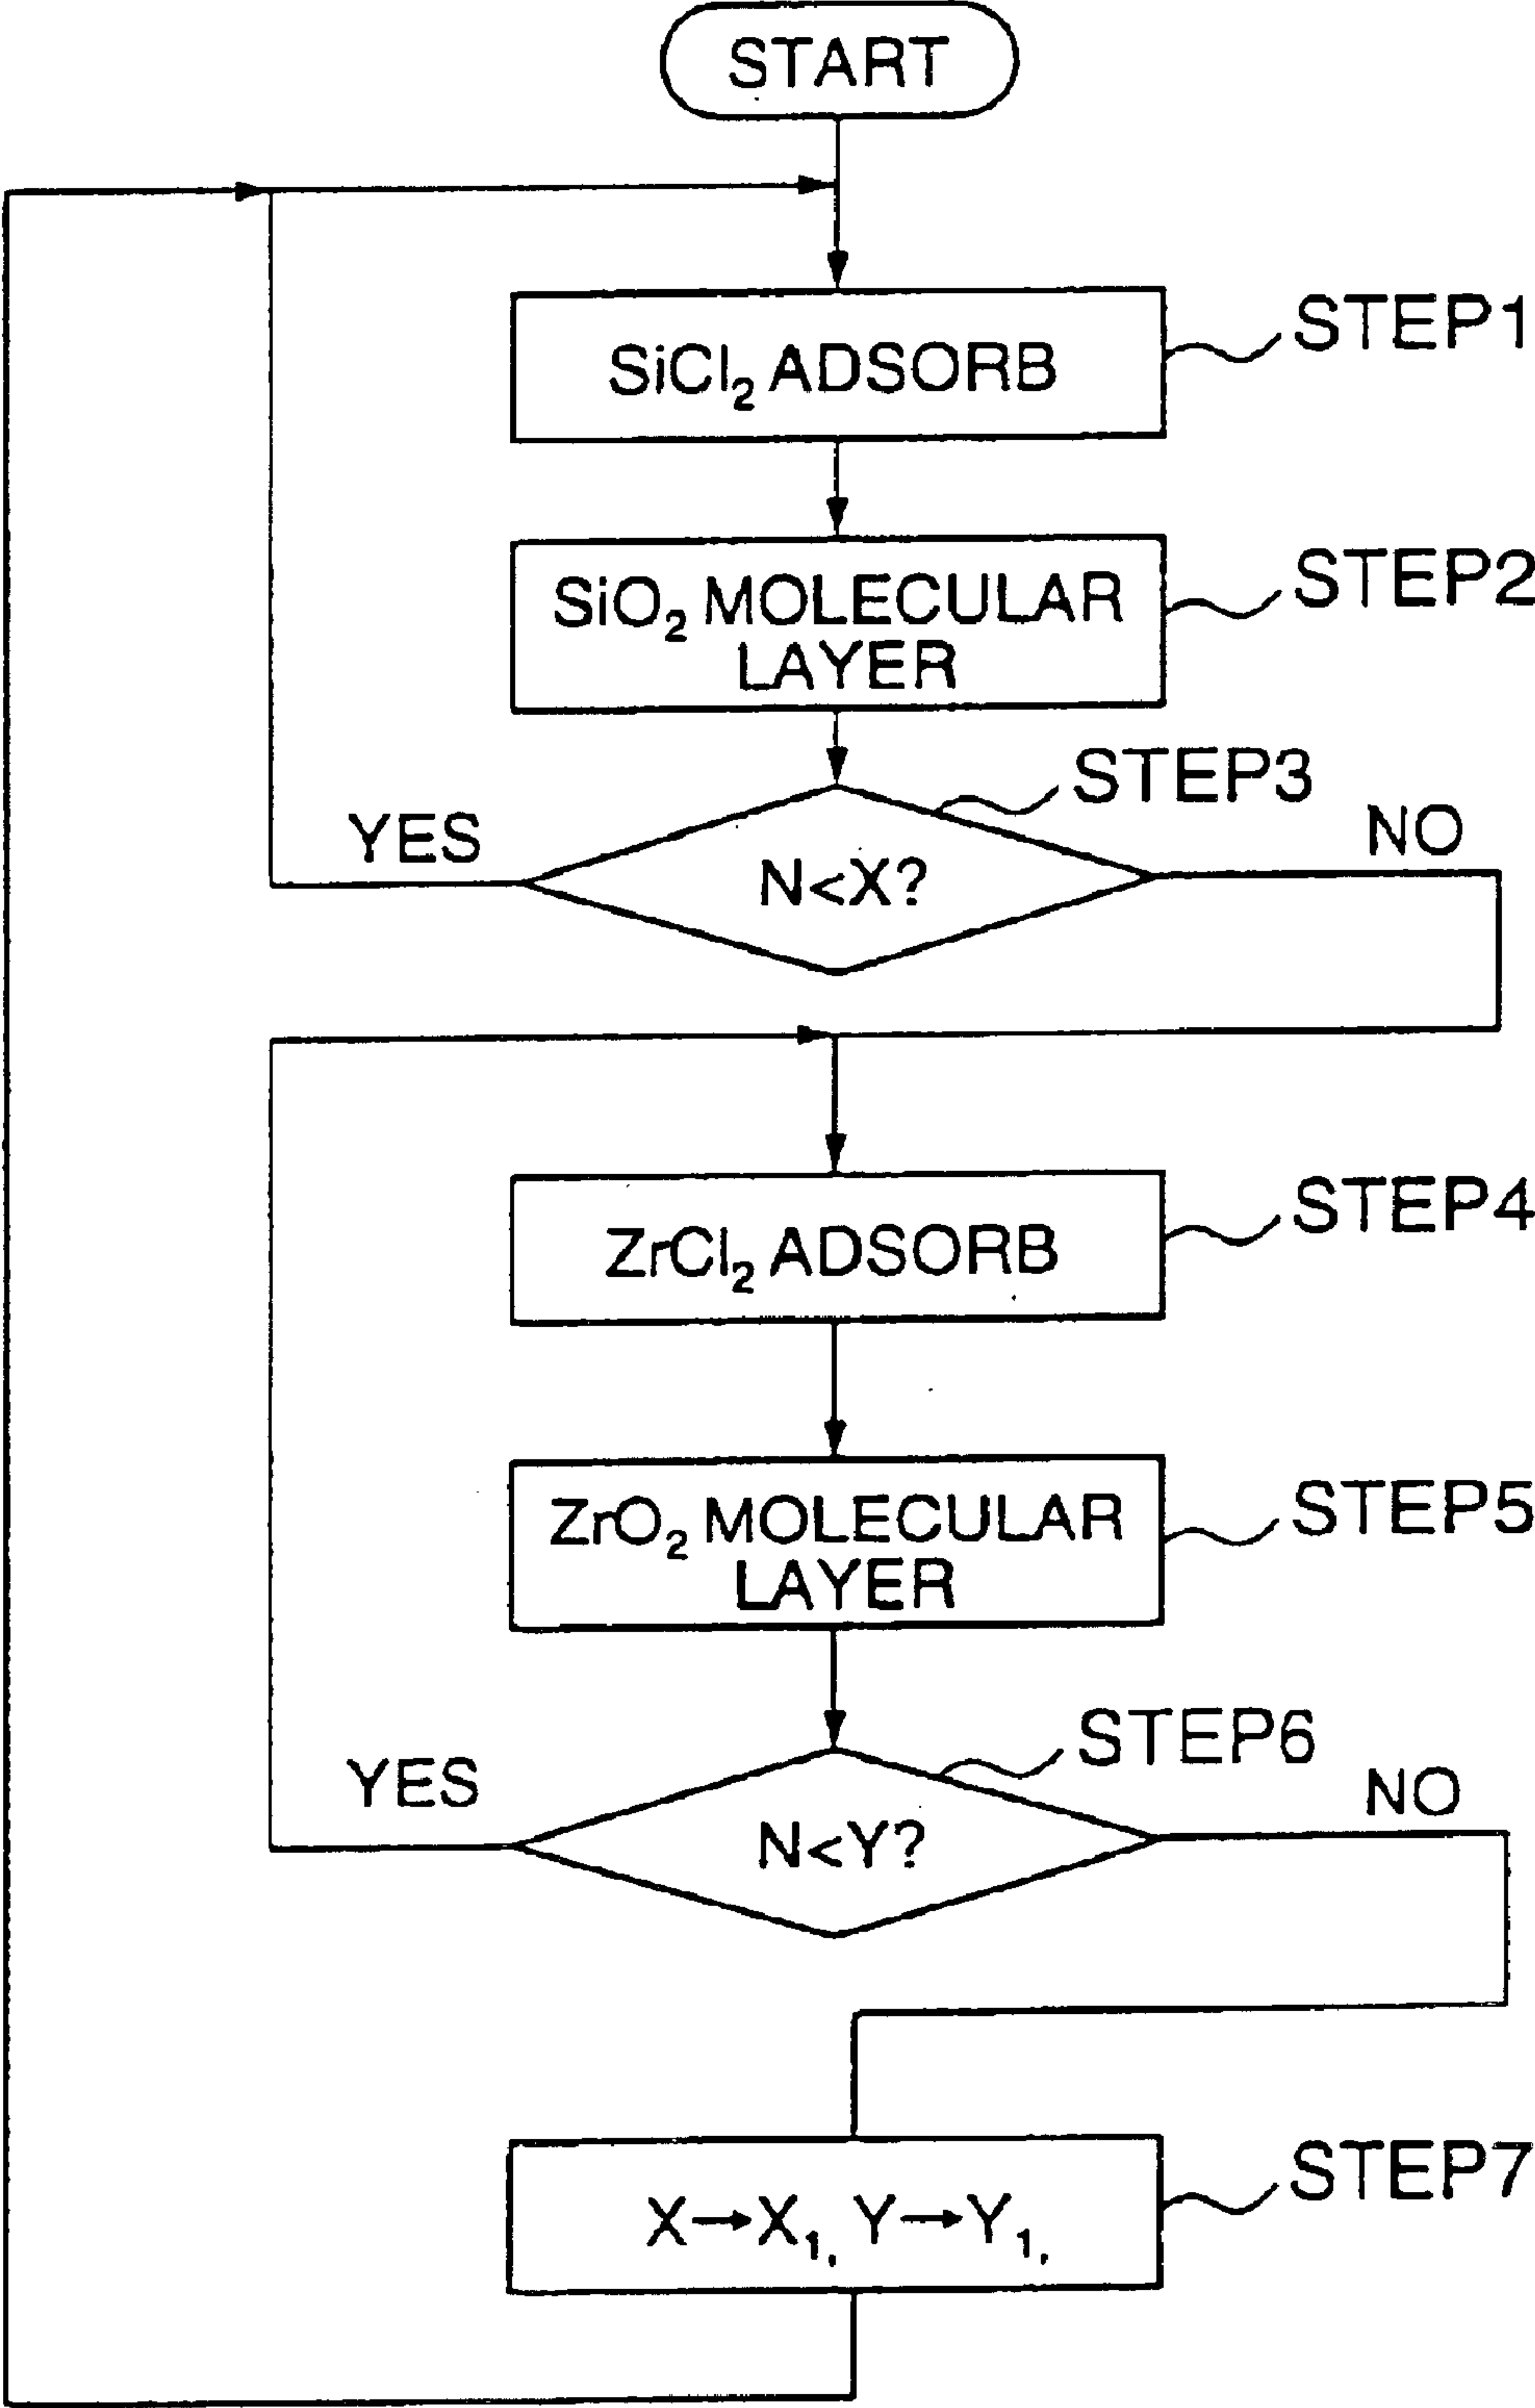 START
SiCl₂ ADSORB
STEP1
SiO₂ MOLECULAR
LAYER
STEP2
STEP3
YES
N<X?
NO
ZrCl₂ ADSORB
STEP4
ZrO₂ MOLECULAR
LAYER
STEP5
STEP6
YES
N<Y?
NO
X→X₁, Y→Y₁,
STEP7